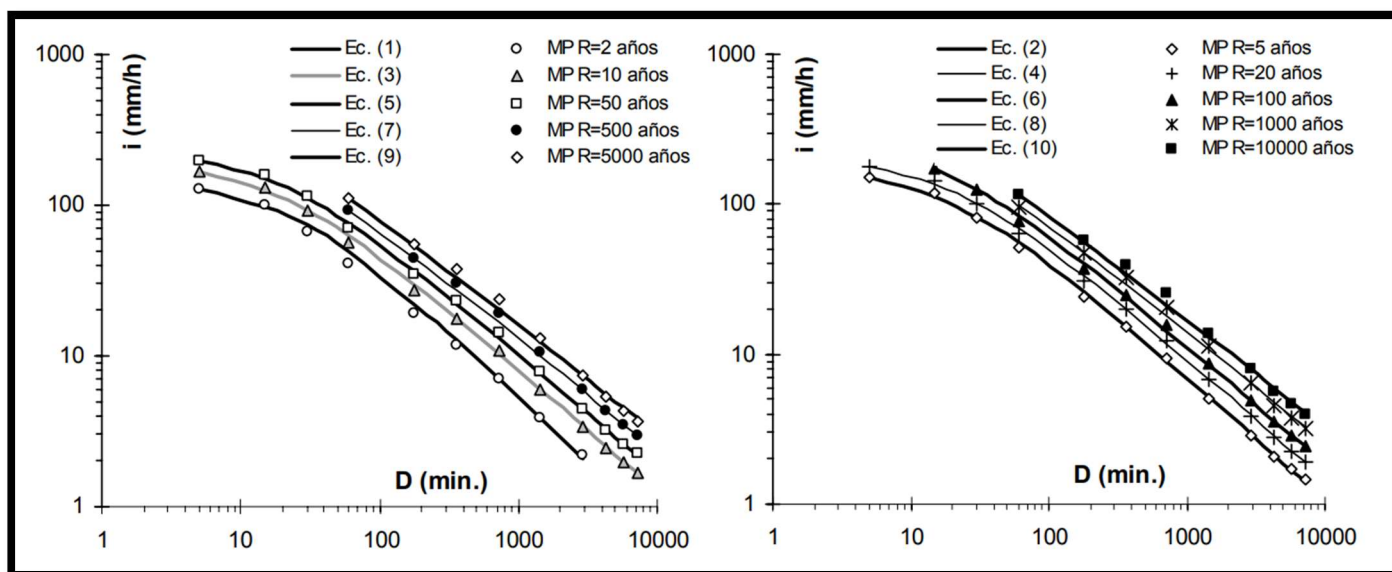 Ec. (1) MP R=2 años
Ec. (3) MP R=10 años
Ec. (5) MP R=50 años
Ec. (7) MP R=500 años
Ec. (9) MP R=5000 años
i (mm/h)
1000
100
10
1
D (min.)
1 10 100 1000 10000
Ec. (2) MP R=5 años
Ec. (4) MP R=20 años
Ec. (6) MP R=100 años
Ec. (8) MP R=1000 años
Ec. (10) MP R=10000 años
i (mm/h)
1000
100
10
1
D (min.)
1 10 100 1000 10000